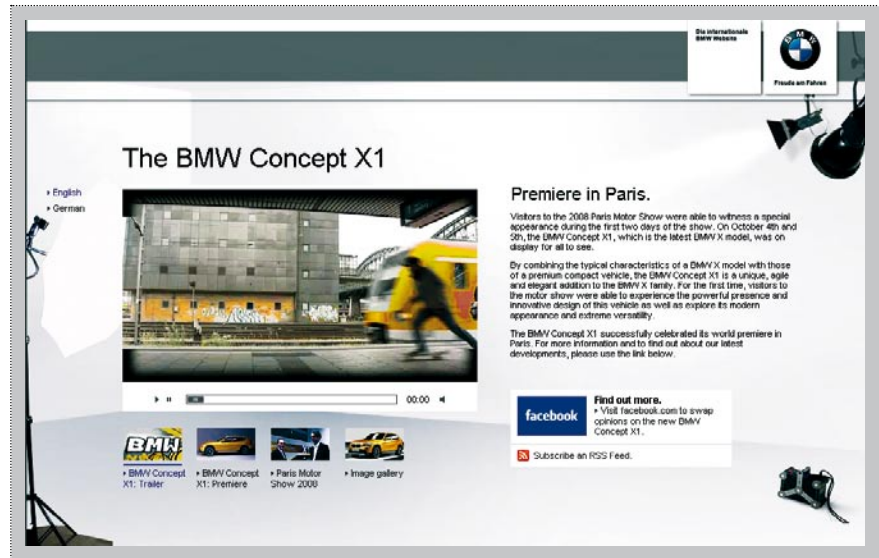 Die internationale
BMW Website
BMW
Freude am Fahren
The BMW Concept X1
English
German
00:00
BMW
BMW Concept
X1: Trailer
BMW Concept
X1: Premiere
Paris Motor
Show 2008
Image gallery
Premiere in Paris.
Visitors to the 2008 Paris Motor Show were able to witness a special
appearance during the first two days of the show. On October 4th and
5th, the BMW Concept X1, which is the latest BMW X model, was on
display for all to see.
By combining the typical characteristics of a BMW X model with those
of a premium compact vehicle, the BMW Concept X1 is a unique, agile
and elegant addition to the BMW X family. For the first time, visitors to
the motor show were able to experience the powerful presence and
innovative design of this vehicle as well as explore its modern
appearance and extreme versatility.
The BMW Concept X1 successfully celebrated its world premiere in
Paris. For more information and to find out about our latest
developments, please use the link below.
facebook
Find out more.
Visit facebook.com to swap
opinions on the new BMW
Concept X1.
Subscribe an RSS Feed.